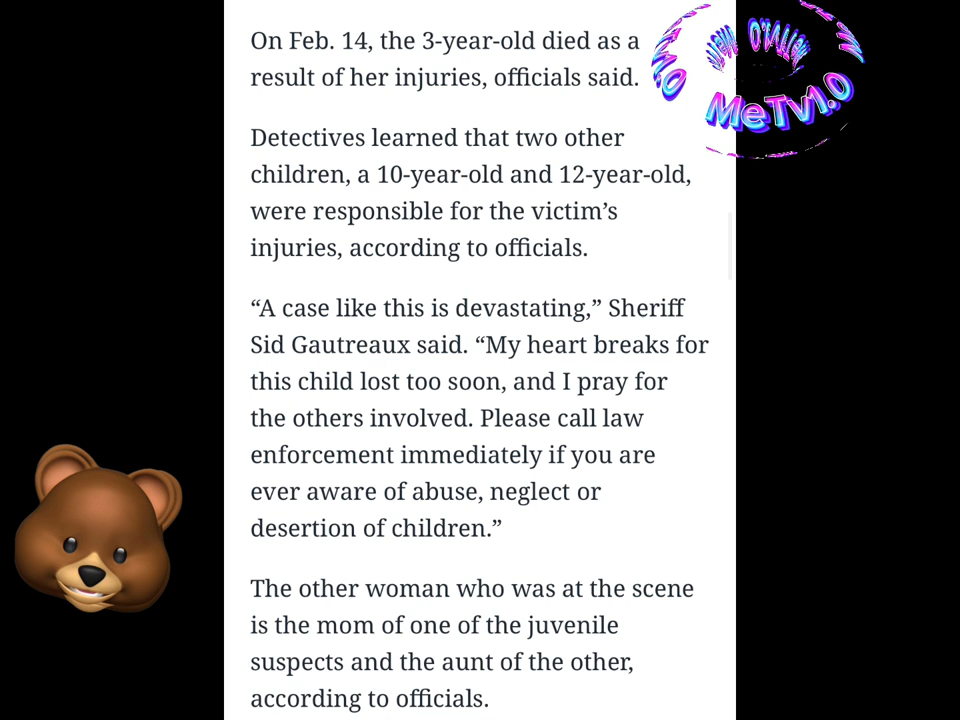 On Feb. 14, the 3-year-old died as a
result of her injuries, officials said.
Detectives learned that two other
children, a 10-year-old and 12-year-old,
were responsible for the victim’s
injuries, according to officials.
“A case like this is devastating,” Sheriff
Sid Gautreaux said. “My heart breaks for
this child lost too soon, and I pray for
the others involved. Please call law
enforcement immediately if you are
ever aware of abuse, neglect or
desertion of children.”
The other woman who was at the scene
is the mom of one of the juvenile
suspects and the aunt of the other,
according to officials.
MeTv1.0